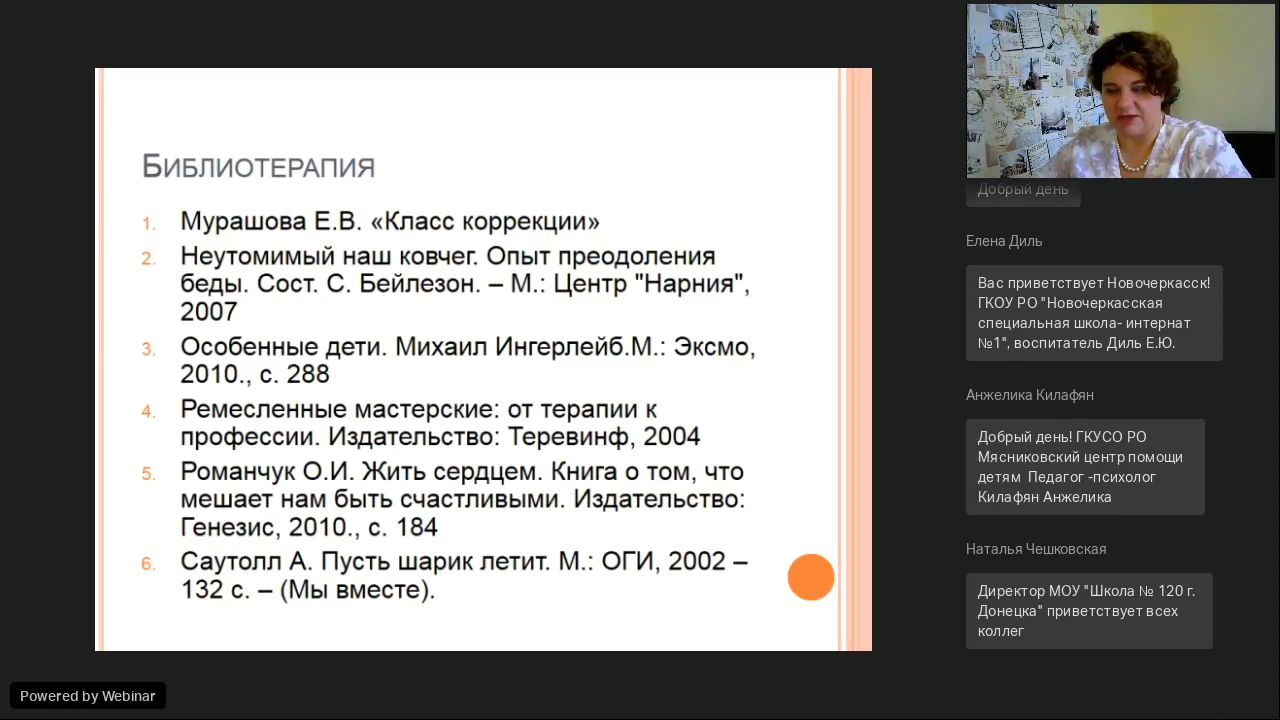 БИБЛИОТЕРАПИЯ
1. Мурашова Е.В. «Класс коррекции»
2. Неутомимый наш ковчег. Опыт преодоления
беды. Сост. С. Бейлезон. – М.: Центр "Нарния",
2007
3. Особенные дети. Михаил Ингерлейб.М.: Эксмо,
2010., с. 288
4. Ремесленные мастерские: от терапии к
профессии. Издательство: Теревинф, 2004
5. Романчук О.И. Жить сердцем. Книга о том, что
мешает нам быть счастливыми. Издательство:
Генезис, 2010., с. 184
6. Саутолл А. Пусть шарик летит. М.: ОГИ, 2002 –
132 с. – (Мы вместе).
Добрый день
Елена Диль
Вас приветствует Новочеркасск!
ГКОУ РО "Новочеркасская
специальная школа- интернат
№1", воспитатель Диль Е.Ю.
Анжелика Килафян
Добрый день! ГКУСО РО
Мясниковский центр помощи
детям Педагог -психолог
Килафян Анжелика
Наталья Чешковская
Директор МОУ "Школа № 120 г.
Донецка" приветствует всех
коллег
Powered by Webinar